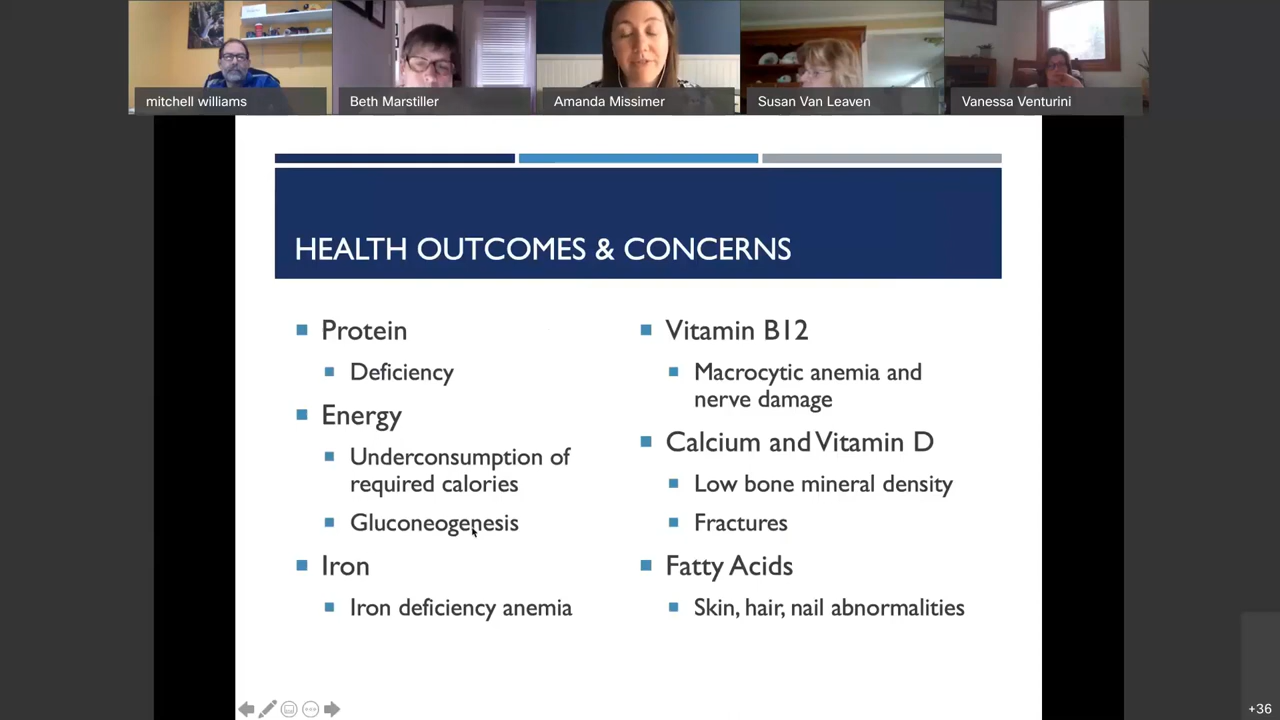 mitchell williams
Beth Marstiller
Amanda Missimer
Susan Van Leaven
Vanessa Venturini
HEALTH OUTCOMES & CONCERNS
Protein
Deficiency
Energy
Underconsumption of
required calories
Gluconeogenesis
Iron
Iron deficiency anemia
Vitamin B12
Macrocytic anemia and
nerve damage
Calcium and Vitamin D
Low bone mineral density
Fractures
Fatty Acids
Skin, hair, nail abnormalities
+36